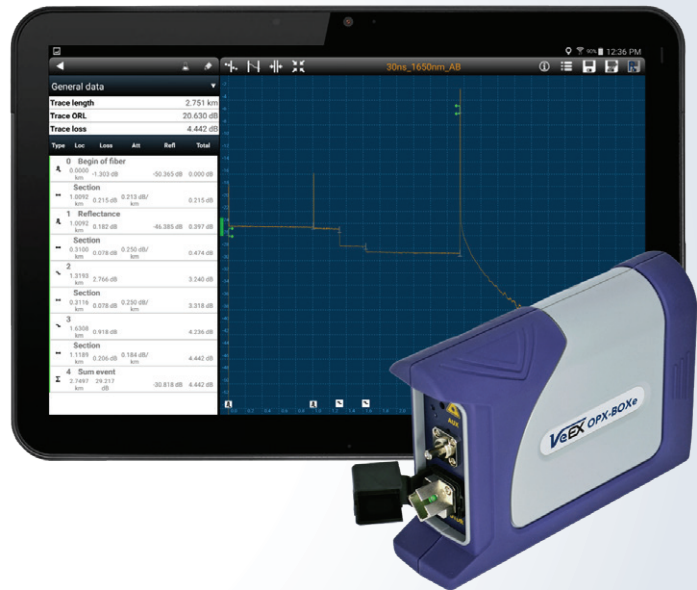 90% 12:36 PM
30ns_1650nm_AB
General data
Trace length 2.751 km
Trace ORL 20.630 dB
Trace loss 4.442 dB
Type Loc Loss Att Refl Total
0 Begin of fiber
0.0000 km -1.303 dB -50.365 dB 0.000 dB
Section
1.0092 km 0.215 dB 0.213 dB/km 0.215 dB
1 Reflectance
1.0092 km 0.182 dB -46.385 dB 0.397 dB
Section
0.3100 km 0.078 dB 0.250 dB/km 0.474 dB
2
1.3193 km 2.766 dB 3.240 dB
Section
0.3116 km 0.078 dB 0.250 dB/km 3.318 dB
3
1.6308 km 0.918 dB 4.236 dB
Section
1.1189 km 0.206 dB 0.184 dB/km 4.442 dB
4 Sum event
2.7497 km 29.217 dB -30.818 dB 4.442 dB
AUX
VeEX OPX-BOXe